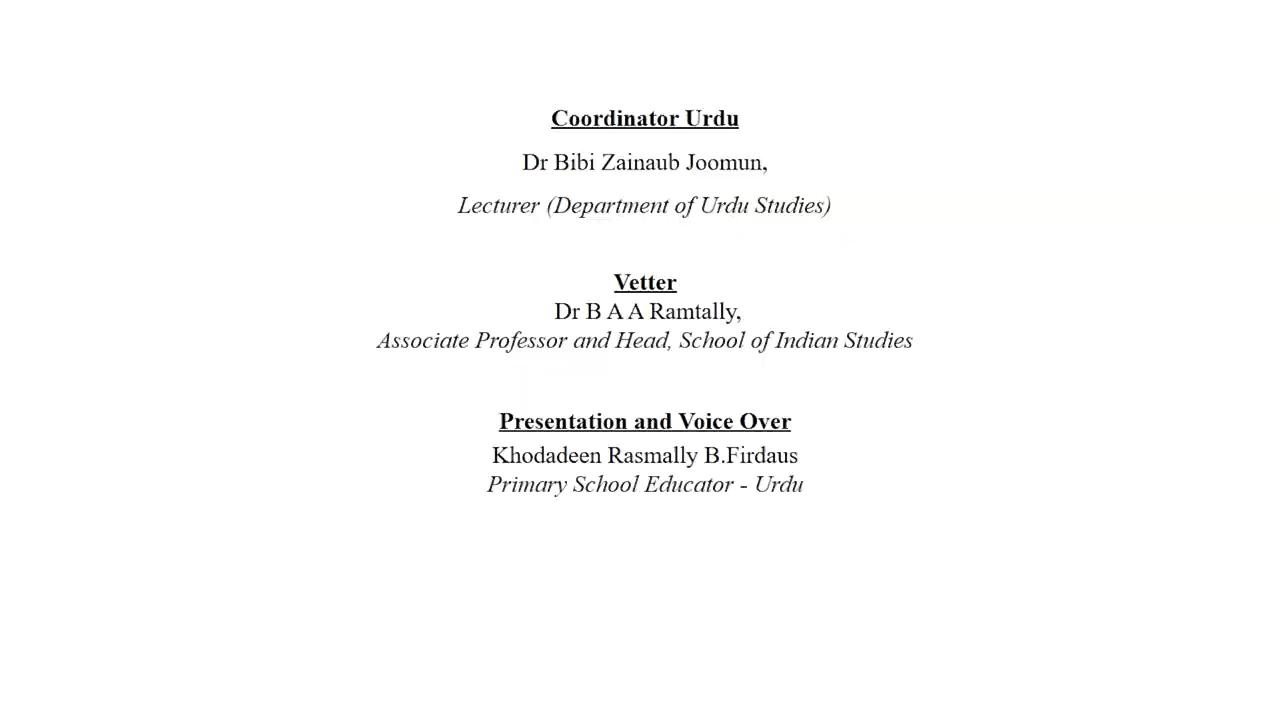 Coordinator Urdu
Dr Bibi Zainaub Joomun,
Lecturer (Department of Urdu Studies)
Vetter
Dr B A A Ramtally,
Associate Professor and Head, School of Indian Studies
Presentation and Voice Over
Khodadeen Rasmally B.Firdaus
Primary School Educator - Urdu